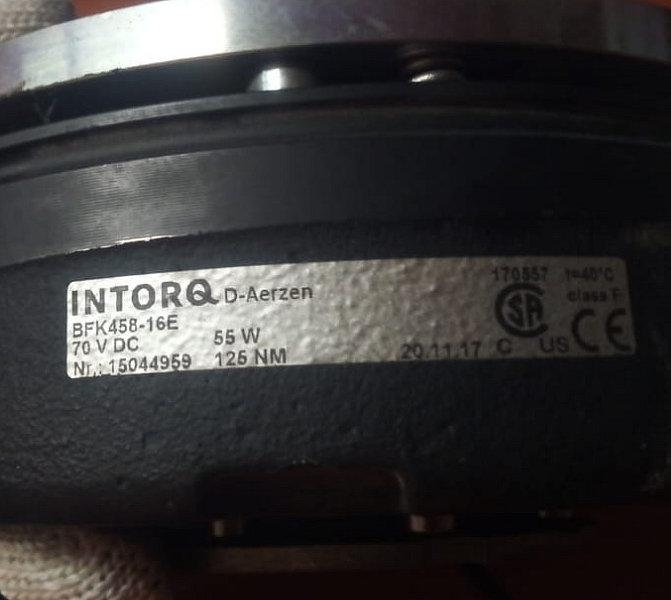 INTORQ D-Aerzen 170557 t=40°C
BFK458-16E SA class F
70 V DC 55 W
Nr.: 15044959 125 NM 20.11.17 C US CE